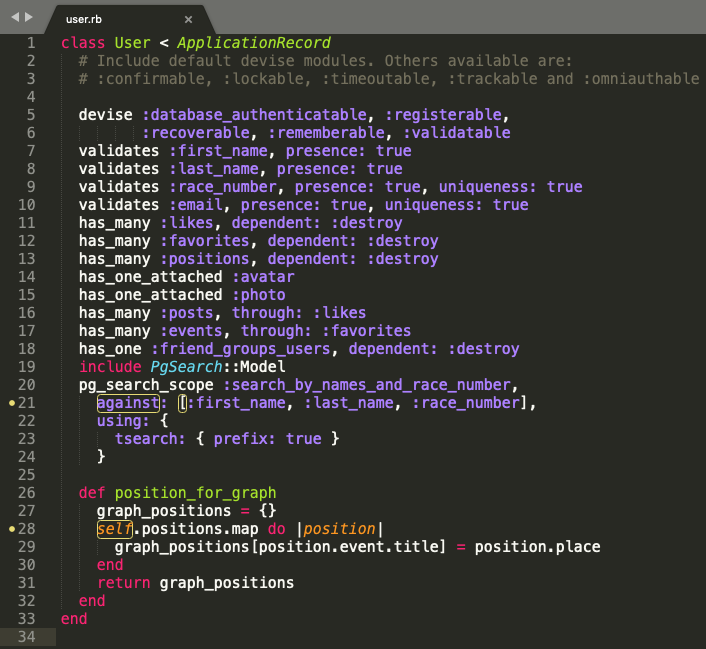 user.rb ×
1 class User < ApplicationRecord
2 # Include default devise modules. Others available are:
3 # :confirmable, :lockable, :timeoutable, :trackable and :omniauthable
4
5 devise :database_authenticatable, :registerable,
6 :recoverable, :rememberable, :validatable
7 validates :first_name, presence: true
8 validates :last_name, presence: true
9 validates :race_number, presence: true, uniqueness: true
10 validates :email, presence: true, uniqueness: true
11 has_many :likes, dependent: :destroy
12 has_many :favorites, dependent: :destroy
13 has_many :positions, dependent: :destroy
14 has_one_attached :avatar
15 has_one_attached :photo
16 has_many :posts, through: :likes
17 has_many :events, through: :favorites
18 has_one :friend_groups_users, dependent: :destroy
19 include PgSearch::Model
20 pg_search_scope :search_by_names_and_race_number,
21 against: [:first_name, :last_name, :race_number],
22 using: {
23 tsearch: { prefix: true }
24 }
25
26 def position_for_graph
27 graph_positions = {}
28 self.positions.map do |position|
29 graph_positions[position.event.title] = position.place
30 end
31 return graph_positions
32 end
33 end
34